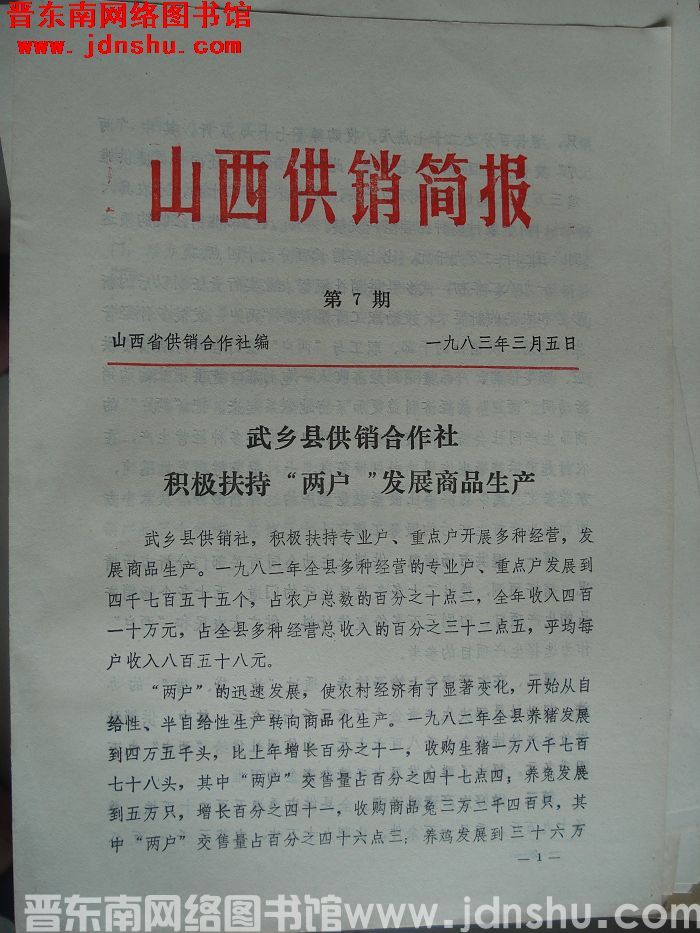 晋东南网络图书馆
www.jdnshu.com
山西供销简报
第 7 期
山西省供销合作社编 一九八三年三月五日
武乡县供销合作社
积极扶持“两户”发展商品生产
武乡县供销社，积极扶持专业户、重点户开展多种经营，发
展商品生产。一九八二年全县多种经营的专业户、重点户发展到
四千七百五十五个，占农户总数的百分之十点二，全年收入四百
一十万元，占全县多种经营总收入的百分之三十二点五，平均每
户收入八百五十八元。
“两户”的迅速发展，使农村经济有了显著变化，开始从自
给性、半自给性生产转向商品化生产。一九八二年全县养猪发展
到四万五千头，比上年增长百分之十一，收购生猪一万八千七百
七十八头，其中“两户”交售量占百分之四十七点四；养兔发展
到五万只，增长百分之四十一，收购商品兔三万三千四百只，其
中“两户”交售量占百分之四十六点三；养鸡发展到三十六万
— 1 —
晋东南网络图书馆www.jdnshu.com